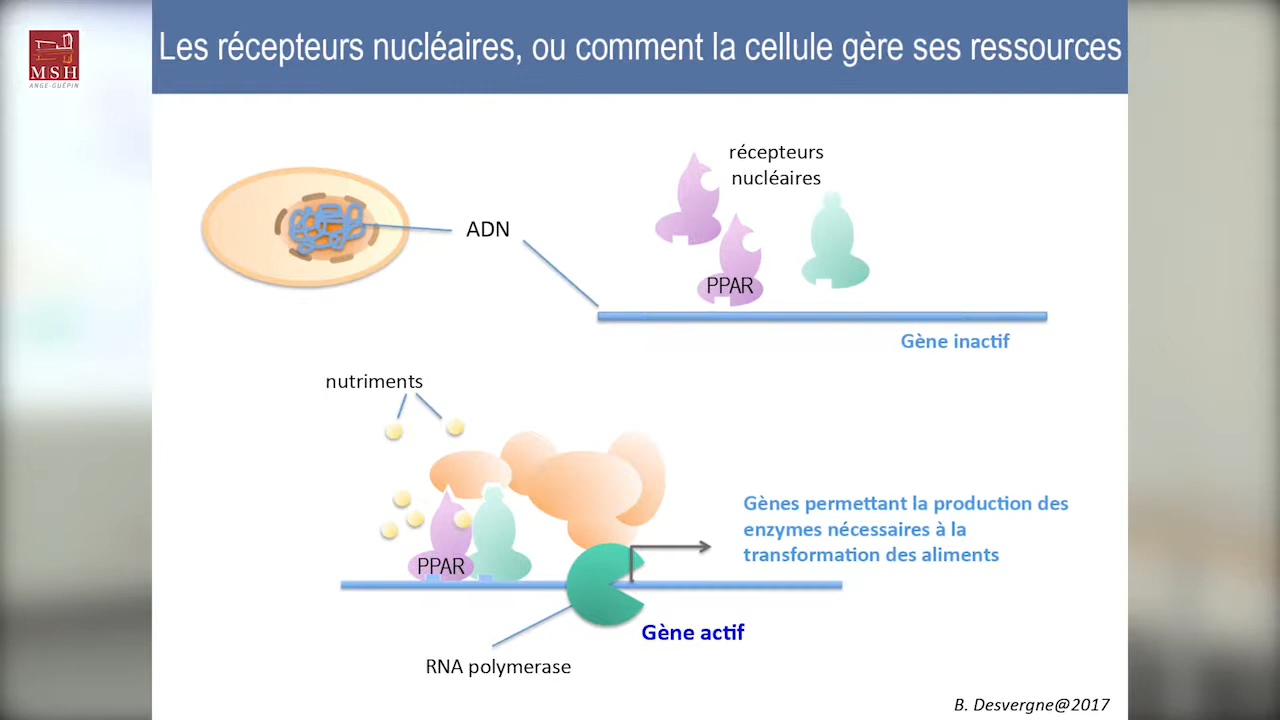 MSH
ANGE-GUÉPIN
Les récepteurs nucléaires, ou comment la cellule gère ses ressources
récepteurs
nucléaires
ADN
PPAR
Gène inactif
nutriments
Gènes permettant la production des
enzymes nécessaires à la
transformation des aliments
PPAR
Gène actif
RNA polymerase
B. Desvergne@2017